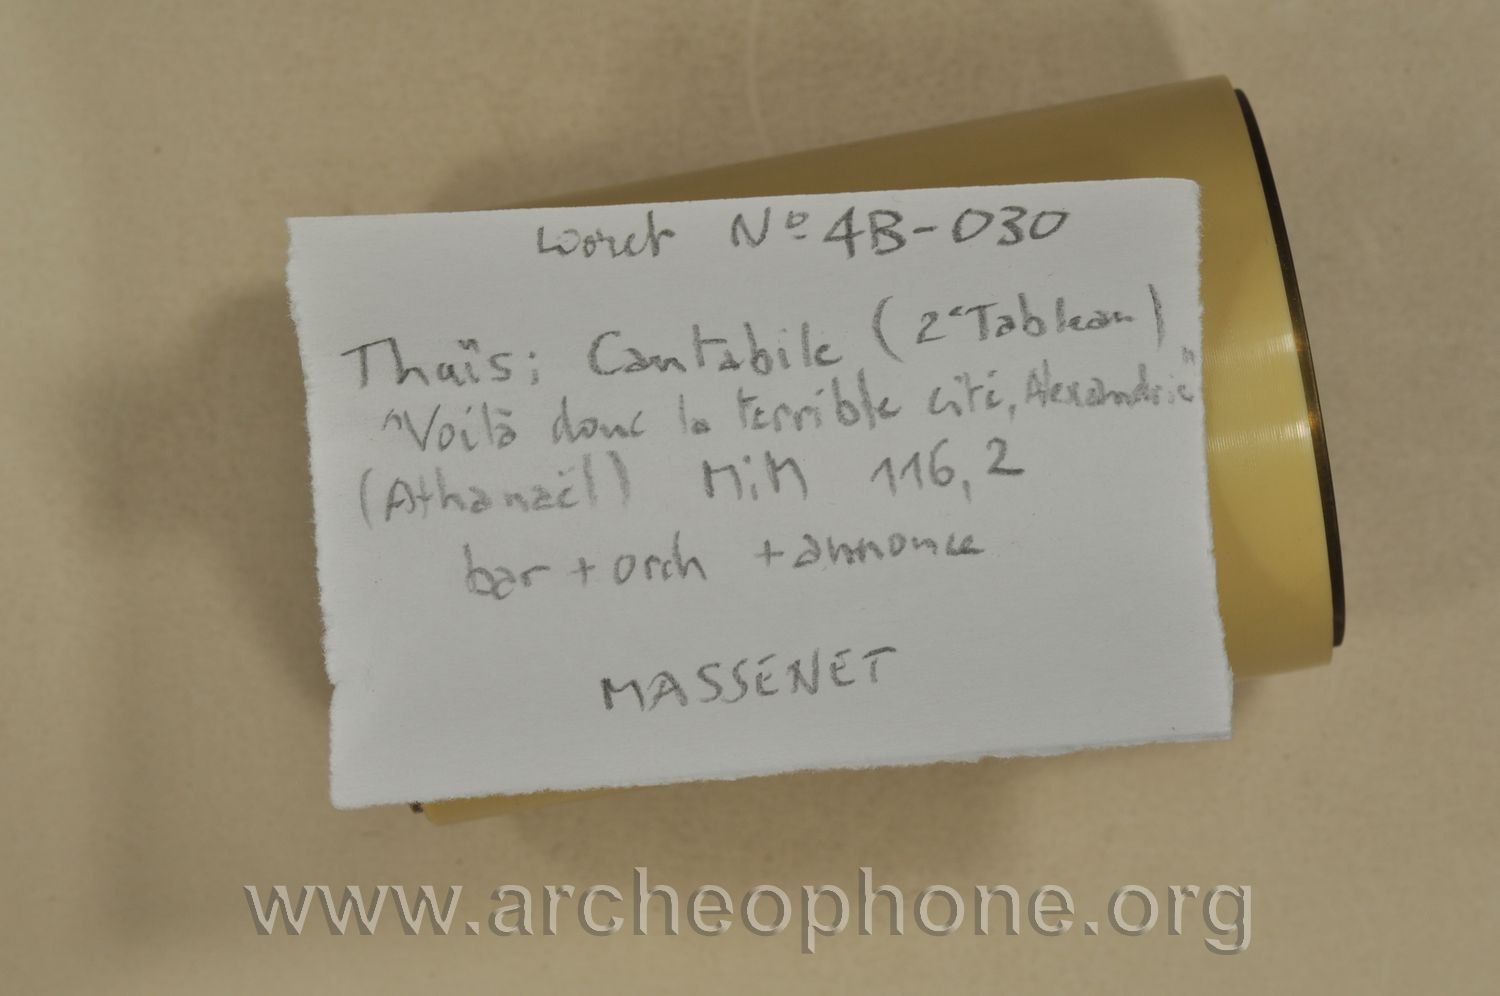 Lioret Nº 4B-030
Thaïs; Cantabile (2e Tableau)
"Voilà donc la terrible cité, Alexandrie"
(Athanaël) MiM 116,2
bar + orch + annonce
MASSENET
www.archeophone.org